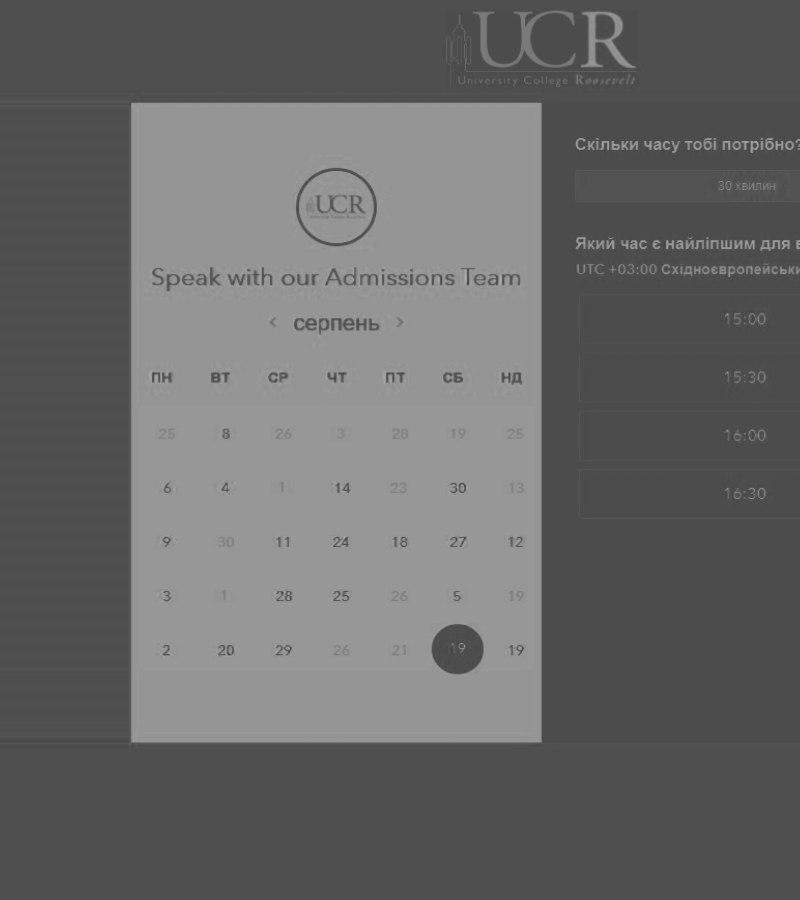 UCR
University College Roosevelt
UCR
Speak with our Admissions Team
серпень
ПН ВТ СР ЧТ ПТ СБ НД
25 8 26 3 28 19 25
6 4 1 14 23 30 13
9 30 11 24 18 27 12
3 1 28 25 26 5 19
2 20 29 26 21 19 19
Скільки часу тобі потрібно?
30 хвилин
Який час є найліпшим для
UTC +03:00
15:00
15:30
16:00
16:30